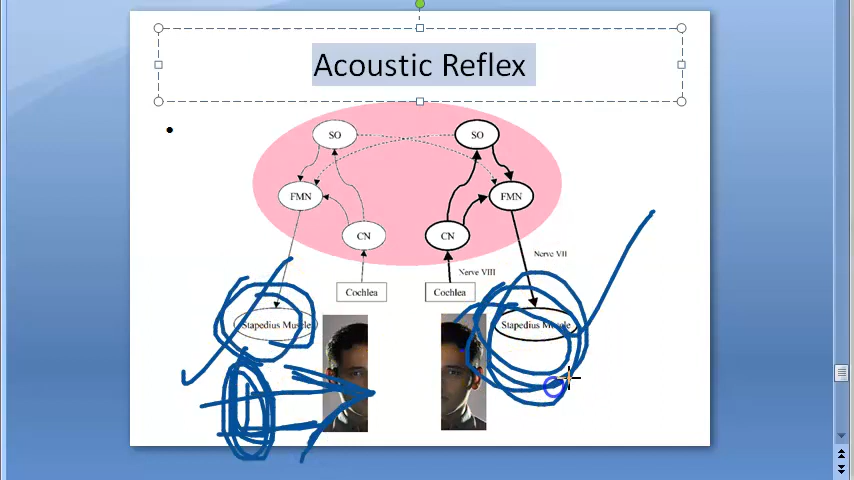 Acoustic Reflex
SO SO
FMN FMN
CN CN
Nerve VII
Nerve VIII
Cochlea Cochlea
Stapedius Muscle Stapedius Muscle